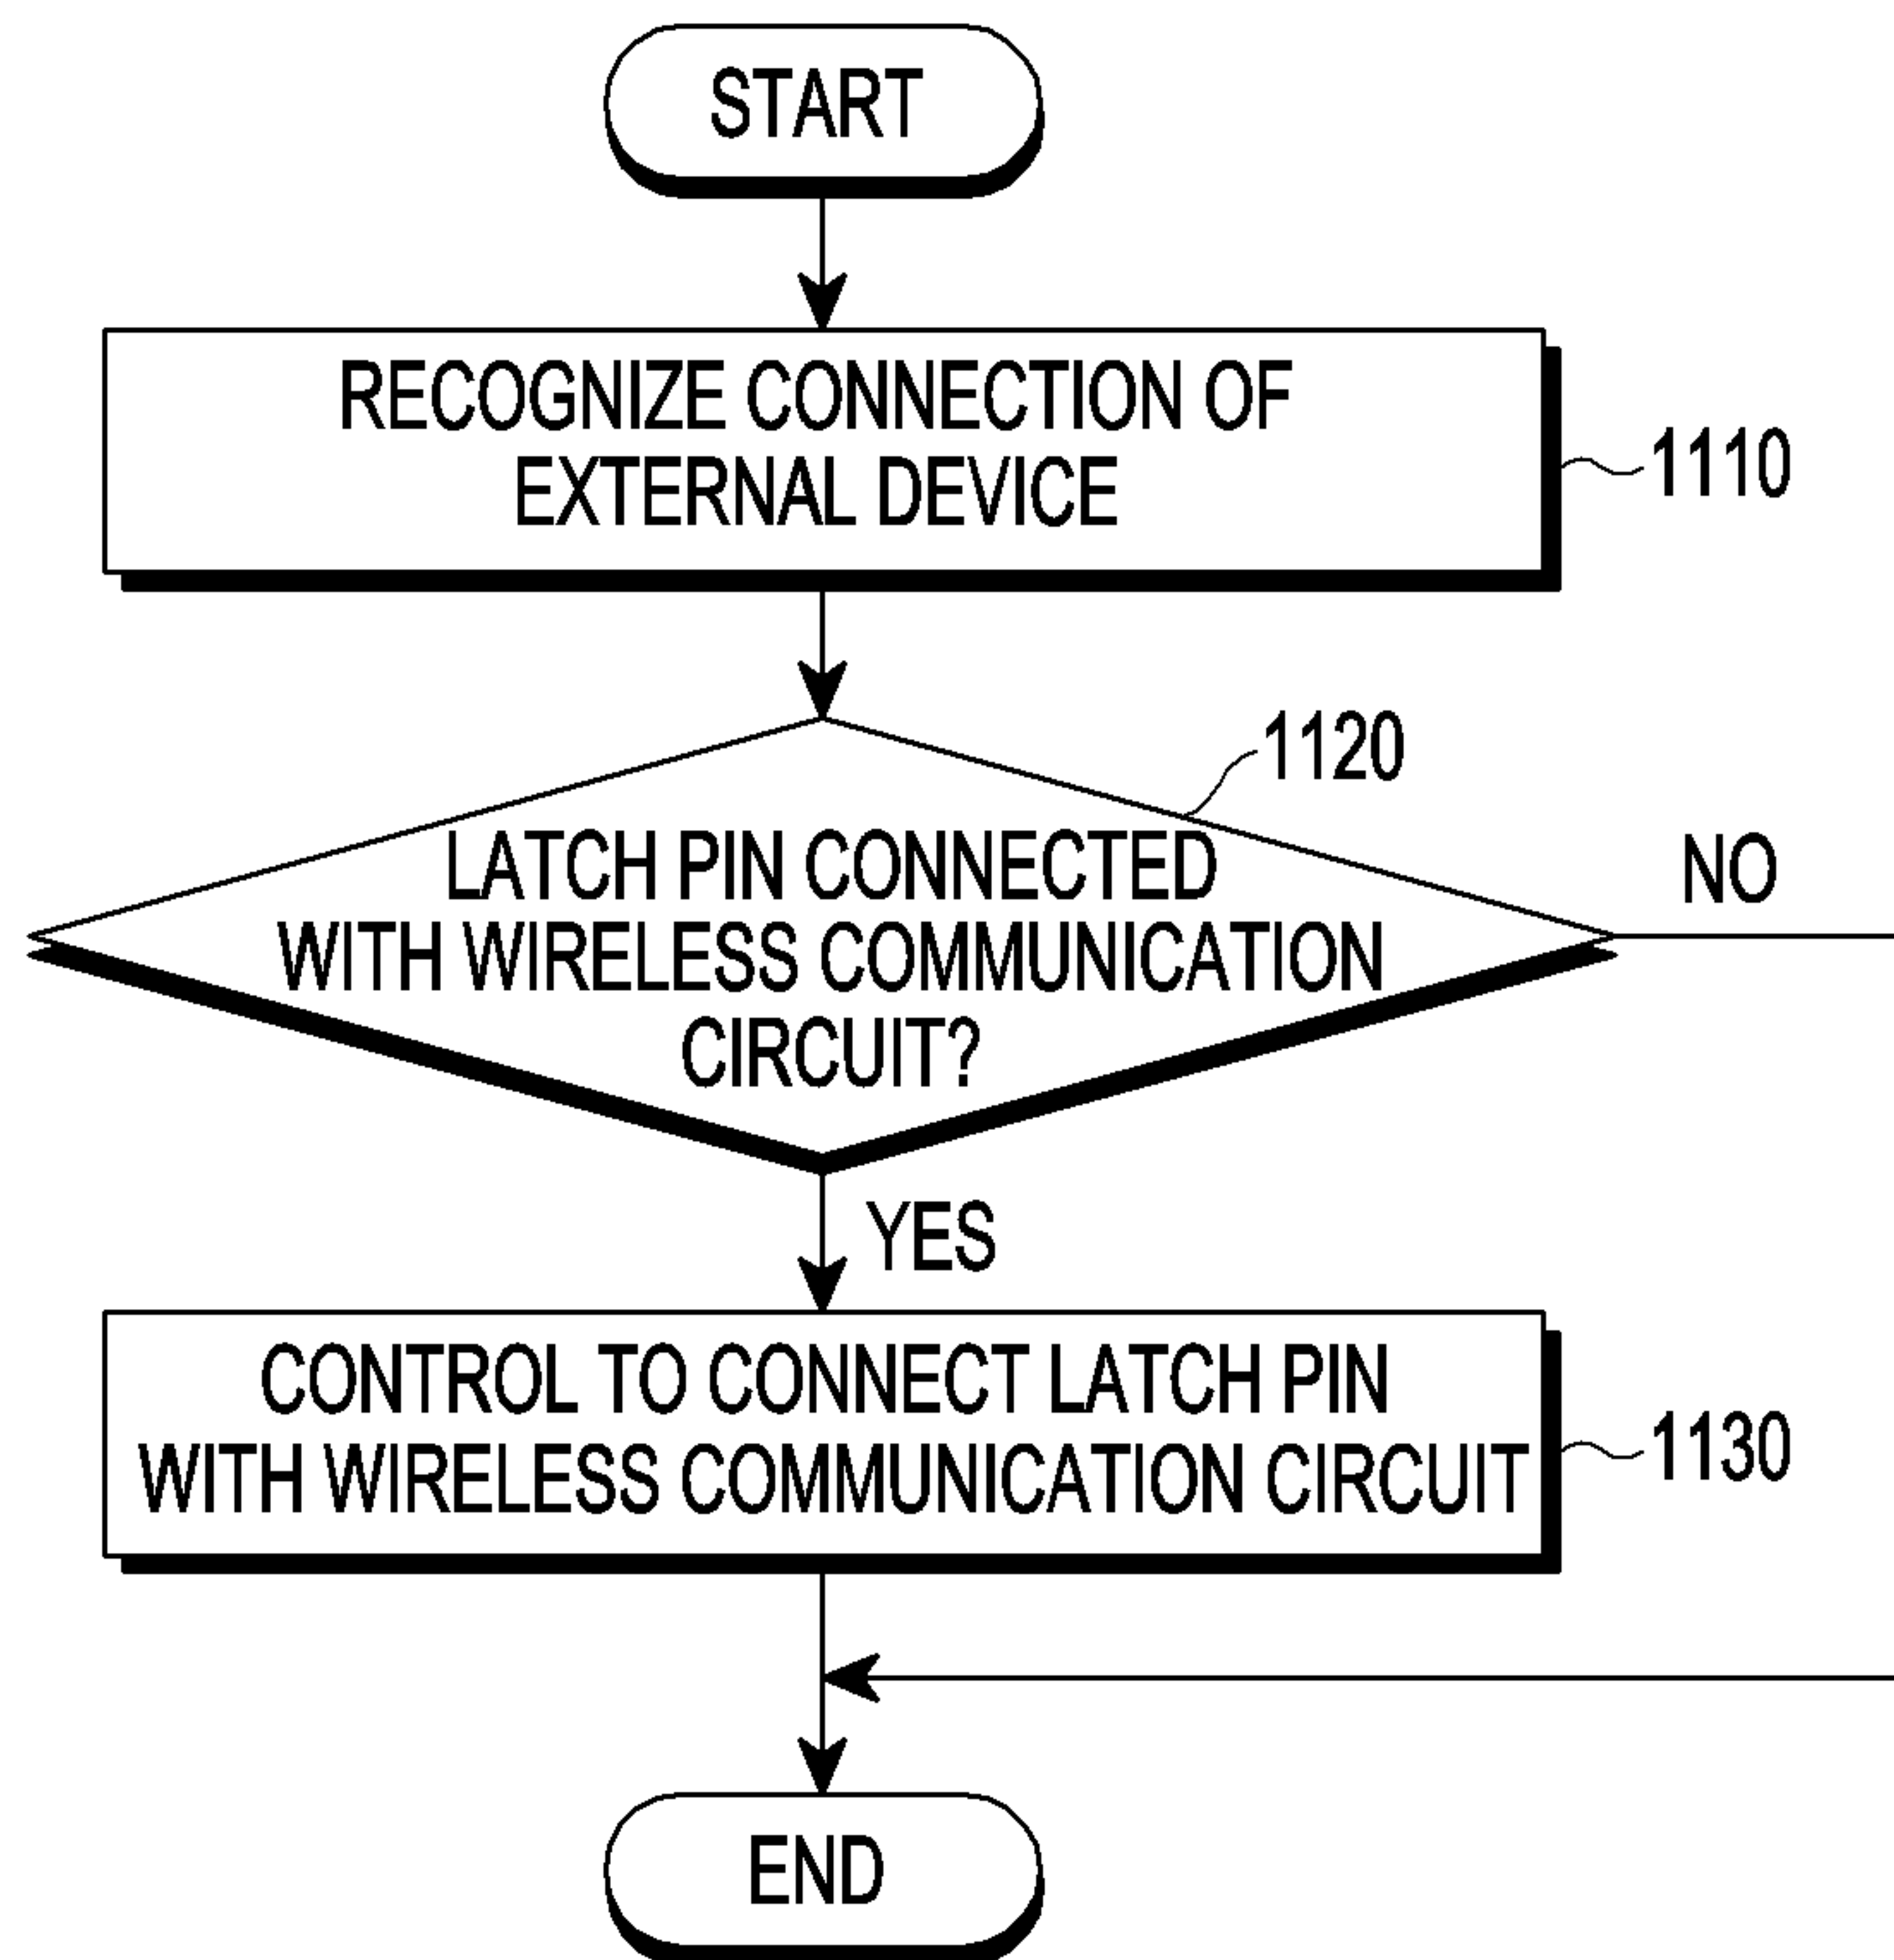 START
RECOGNIZE CONNECTION OF
EXTERNAL DEVICE
1110
1120
LATCH PIN CONNECTED
WITH WIRELESS COMMUNICATION
CIRCUIT?
NO
YES
CONTROL TO CONNECT LATCH PIN
WITH WIRELESS COMMUNICATION CIRCUIT
1130
END